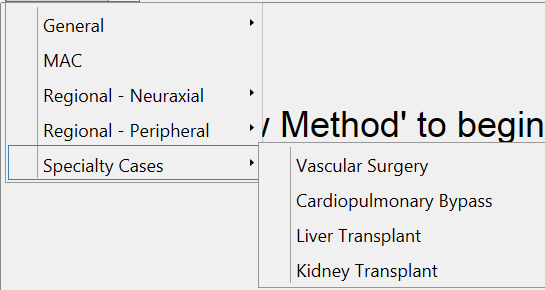 General
MAC
Regional - Neuraxial
Regional - Peripheral
Method' to begin
Specialty Cases
Vascular Surgery
Cardiopulmonary Bypass
Liver Transplant
Kidney Transplant